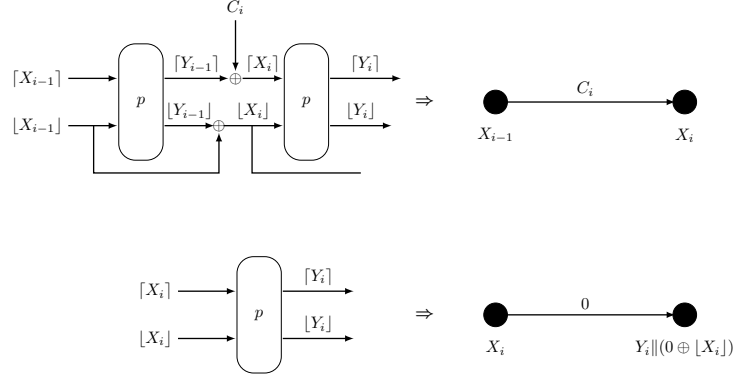 C_i
⌈Y_{i−1}⌉ ⌈X_i⌉ ⌈Y_i⌉
⌈X_{i−1}⌉ ⊕
p p ⇒ C_i
⌊X_{i−1}⌋ ⌊Y_{i−1}⌋ ⊕ ⌊X_i⌋ ⌊Y_i⌋
X_{i−1} X_i
⌈X_i⌉ ⌈Y_i⌉
p ⇒ 0
⌊X_i⌋ ⌊Y_i⌋
X_i Y_i∥(0 ⊕ ⌊X_i⌋)